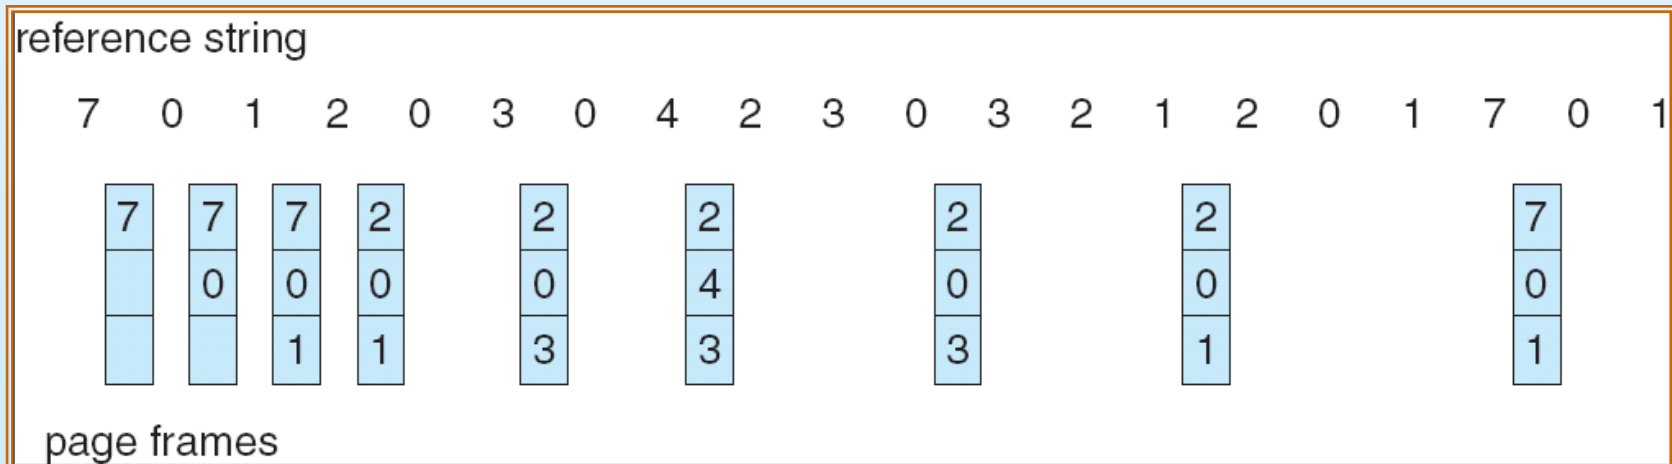 reference string
7 0 1 2 0 3 0 4 2 3 0 3 2 1 2 0 1 7 0 1
7 7 7 2 2 2 2 2 7
0 0 0 0 4 0 0 0
1 1 3 3 3 1 1
page frames